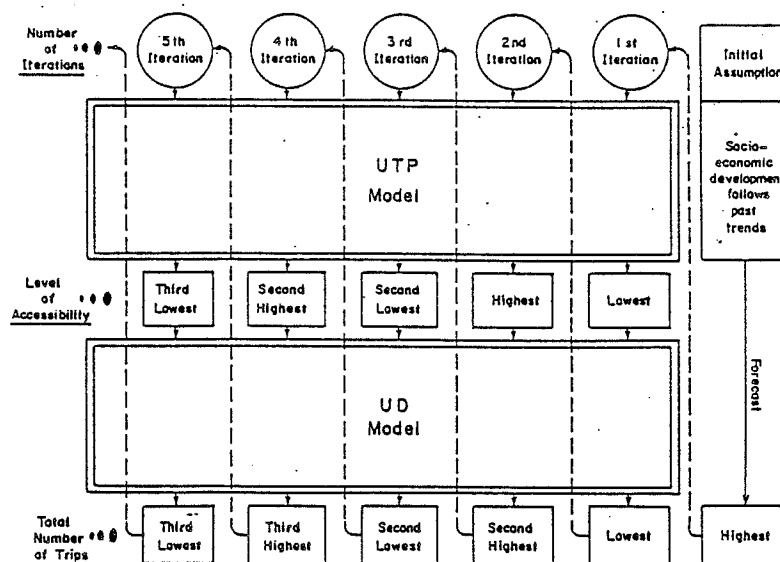 Number
of
Iterations
5th
Iteration
4th
Iteration
3rd
Iteration
2nd
Iteration
1st
Iteration
Initial
Assumption
UTP
Model
Socio-
economic
developmen
follows
past
trends
Level
of
Accessibility
Third
Lowest
Second
Highest
Second
Lowest
Highest
Lowest
Forecast
UD
Model
Total
Number
of Trips
Third
Lowest
Third
Highest
Second
Lowest
Second
Highest
Lowest
Highest